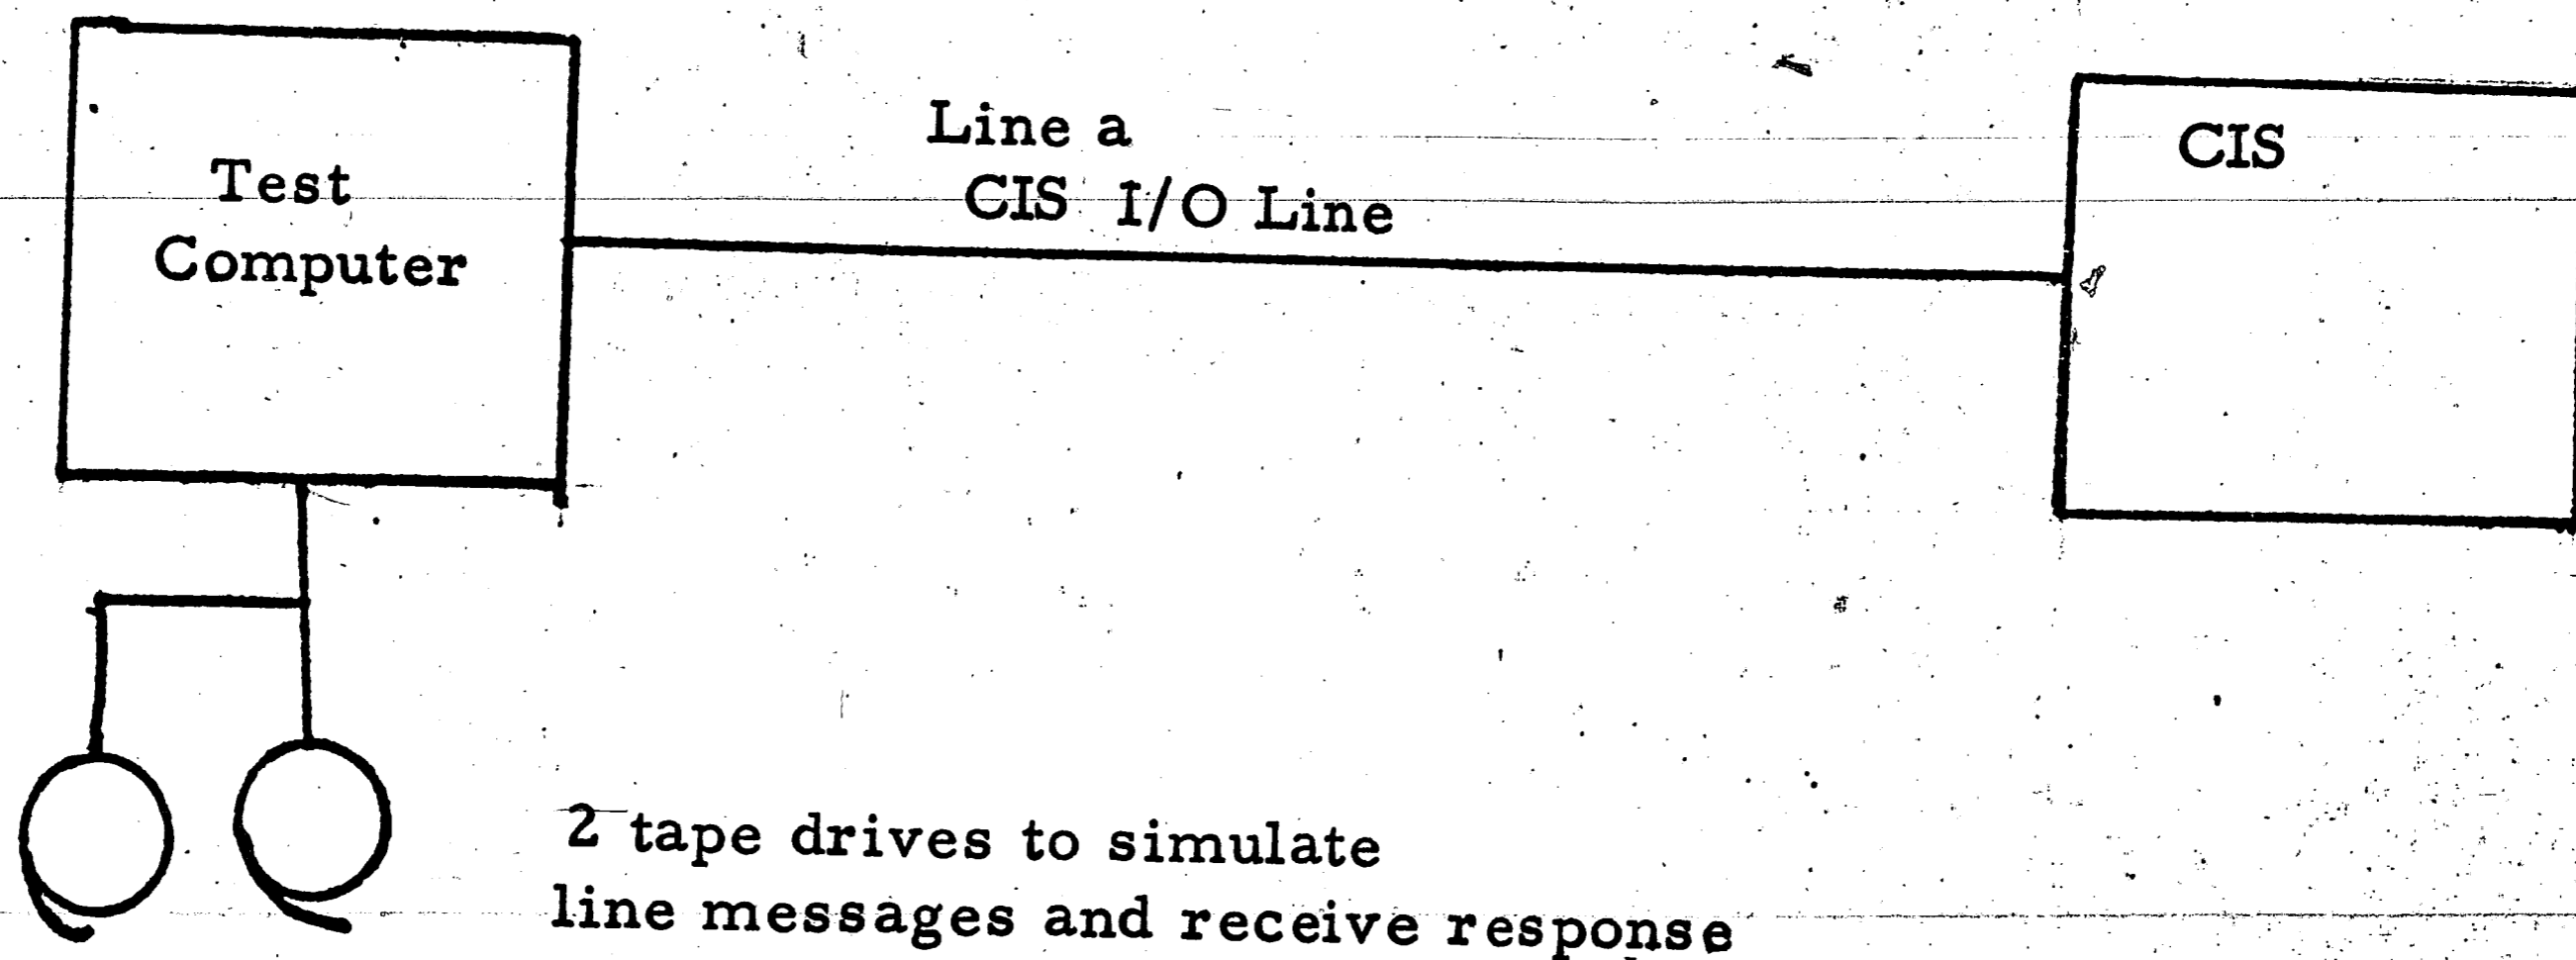 Test
Computer
Line a
CIS I/O Line
CIS
2 tape drives to simulate
line messages and receive response